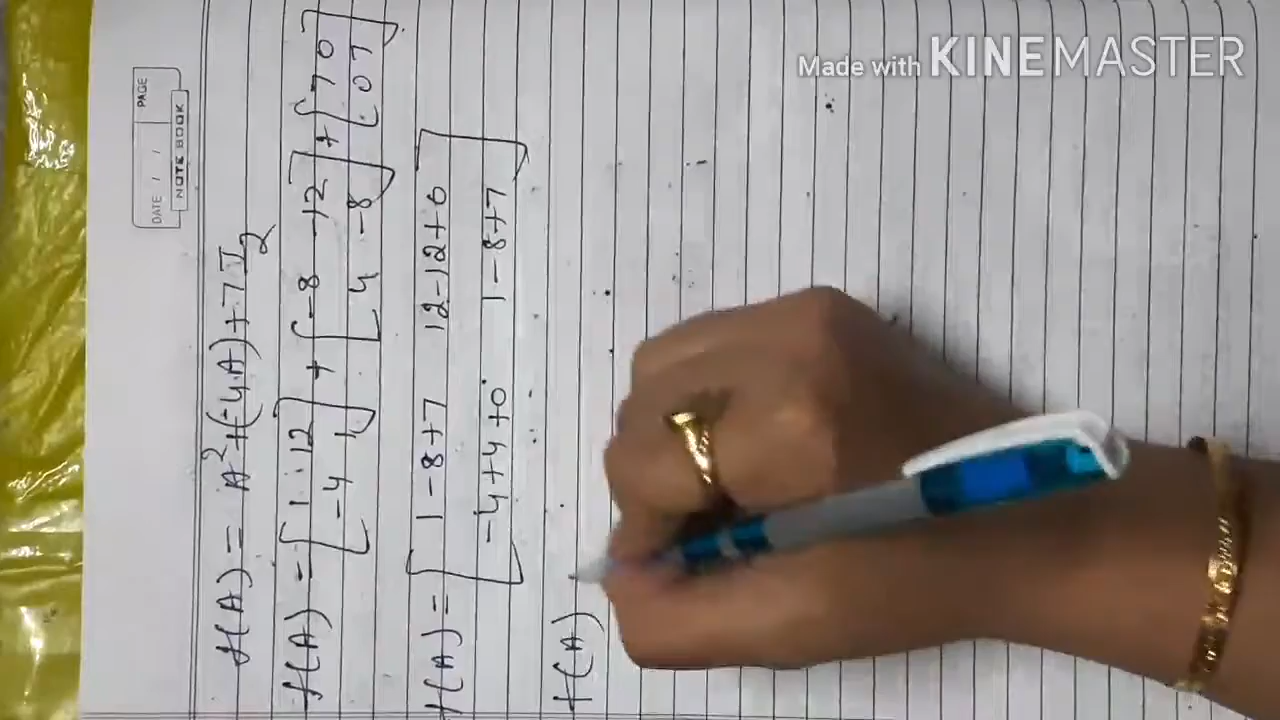 Made with KINEMASTER
PAGE
DATE / /
NOTE BOOK
f(A) = A² + (-4A) + 7I₂
f(A) = [1 12] + [-8 -12] + [7 0]
[-4 1] [4 -8] [0 7]
f(A) = [1-8+7 12-12+0]
[-4+4+0 1-8+7]
f(A)